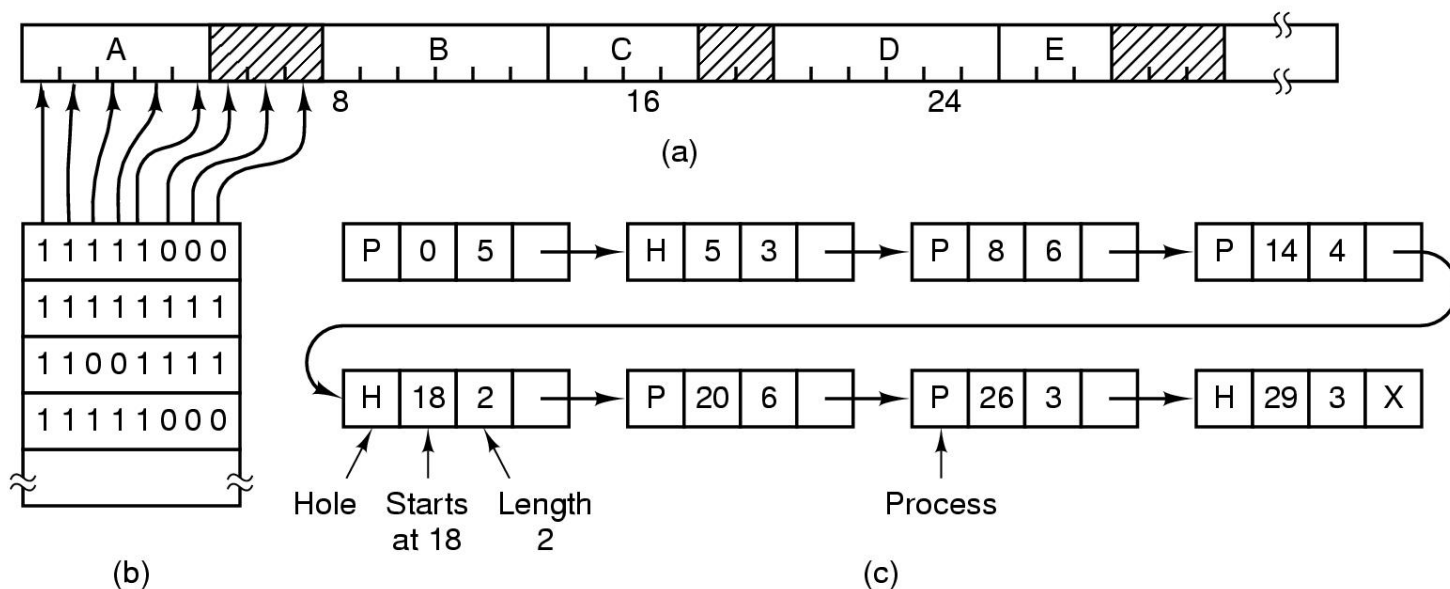 A B C D E
8 16 24
(a)
1 1 1 1 1 0 0 0
1 1 1 1 1 1 1 1
1 1 0 0 1 1 1 1
1 1 1 1 1 0 0 0
(b)
P 0 5 H 5 3 P 8 6 P 14 4
H 18 2 P 20 6 P 26 3 H 29 3 X
Hole Starts Length Process
at 18 2
(c)